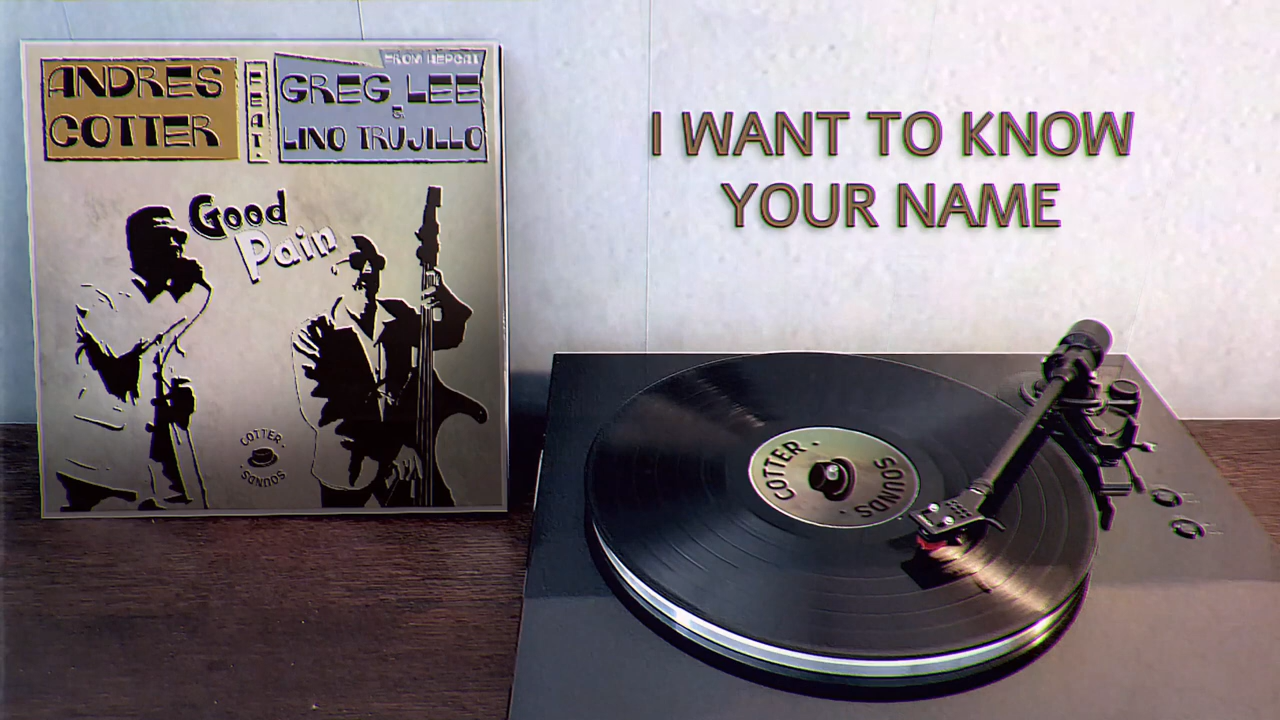 ANDRES
COTTER
FEAT.
FROM HEPCAT
GREG LEE
&
LINO TRUJILLO
Good
Pain
COTTER
SOUNDS
I WANT TO KNOW
YOUR NAME
COTTER
SOUNDS